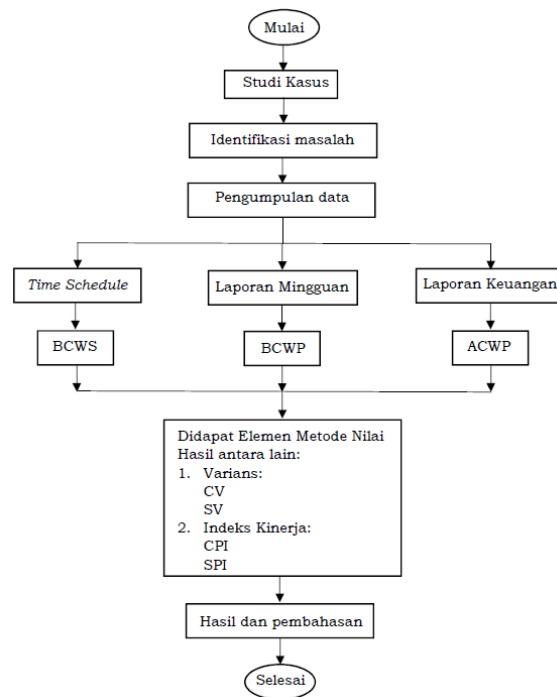 Mulai
Studi Kasus
Identifikasi masalah
Pengumpulan data
Time Schedule
Laporan Mingguan
Laporan Keuangan
BCWS
BCWP
ACWP
Didapat Elemen Metode Nilai
Hasil antara lain:
1. Varians:
CV
SV
2. Indeks Kinerja:
CPI
SPI
Hasil dan pembahasan
Selesai